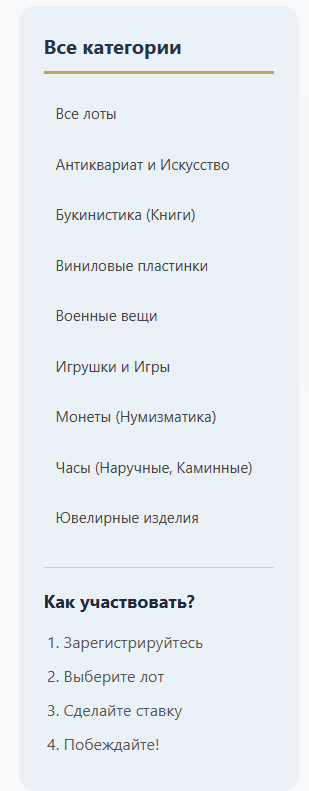 Все категории
Все лоты
Антиквариат и Искусство
Букинистика (Книги)
Виниловые пластинки
Военные вещи
Игрушки и Игры
Монеты (Нумизматика)
Часы (Наручные, Каминные)
Ювелирные изделия
Как участвовать?
1. Зарегистрируйтесь
2. Выберите лот
3. Сделайте ставку
4. Побеждайте!